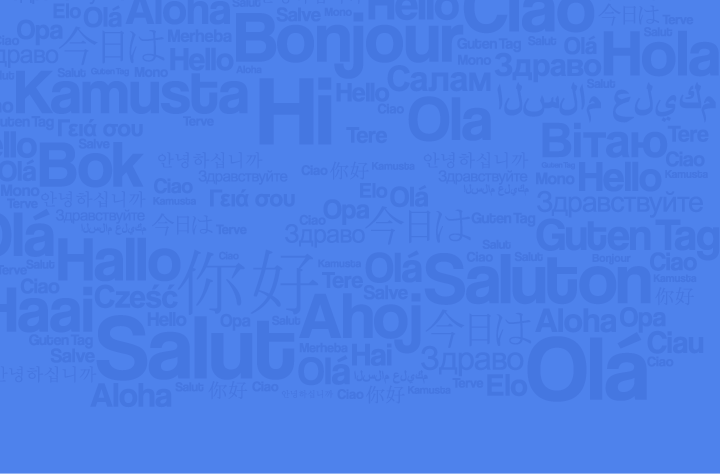 Elo Olá Aloha Salve Mono Hello Ciao 今日は Terve
Opa 今日は Merheba Bonjour Guten Tag Salut Olá Hola
Ciao Здраво Hello Mono Здраво
Salut Guten Tag Mono Aloha Салам Salut
Kamusta Hi Hello Ciao Ola السلام عليكم
Guten Tag Γειά σου Terve Tere Вітаю Tere
Hello Salve
Bok 안녕하십니까 Ciao 你好 Kamusta 안녕하십니까 Guten Tag Ciao
Olá Здравствуйте Здравствуйте Mono Hello Kamusta
Mono Ciao Elo Olá السلام عليكم
Terve 안녕하십니까 Kamusta Γειά σου Opa Здравствуйте
Здравствуйте Ciao 今日は Guten Tag
Olá السلام عليكم 今日は Terve Здраво Guten Tag
Hallo Ciao 你好 Kamusta Olá Salut Ciao Salut Bonjour Ciao
Terve Salut Tere Saluton
Ciao Cześć Salve 你好
Haai Hello Opa Salut Ahoj 今日は Aloha Opa
Guten Tag Salut Merheba Hai Ciau
Salve Olá Здраво Olá Ciao
안녕하십니까 السلام عليكم Terve Elo
Aloha Salut 你好 Ciao 안녕하십니까 Ciao 你好 Kamusta